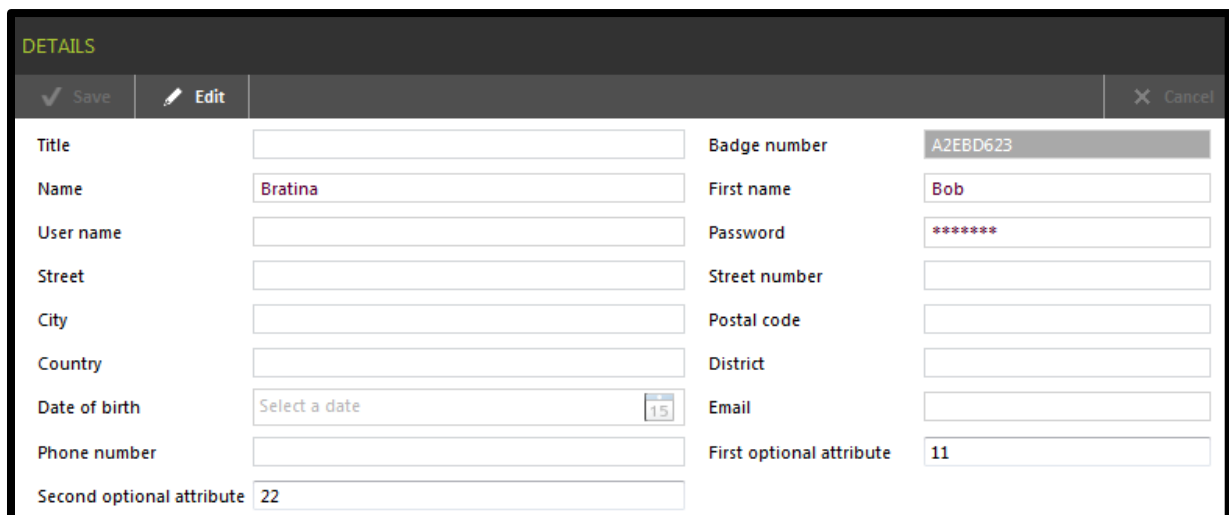 DETAILS
Save Edit Cancel
Title Badge number A2EBD623
Name Bratina First name Bob
User name Password *******
Street Street number
City Postal code
Country District
Date of birth Select a date 15 Email
Phone number First optional attribute 11
Second optional attribute 22